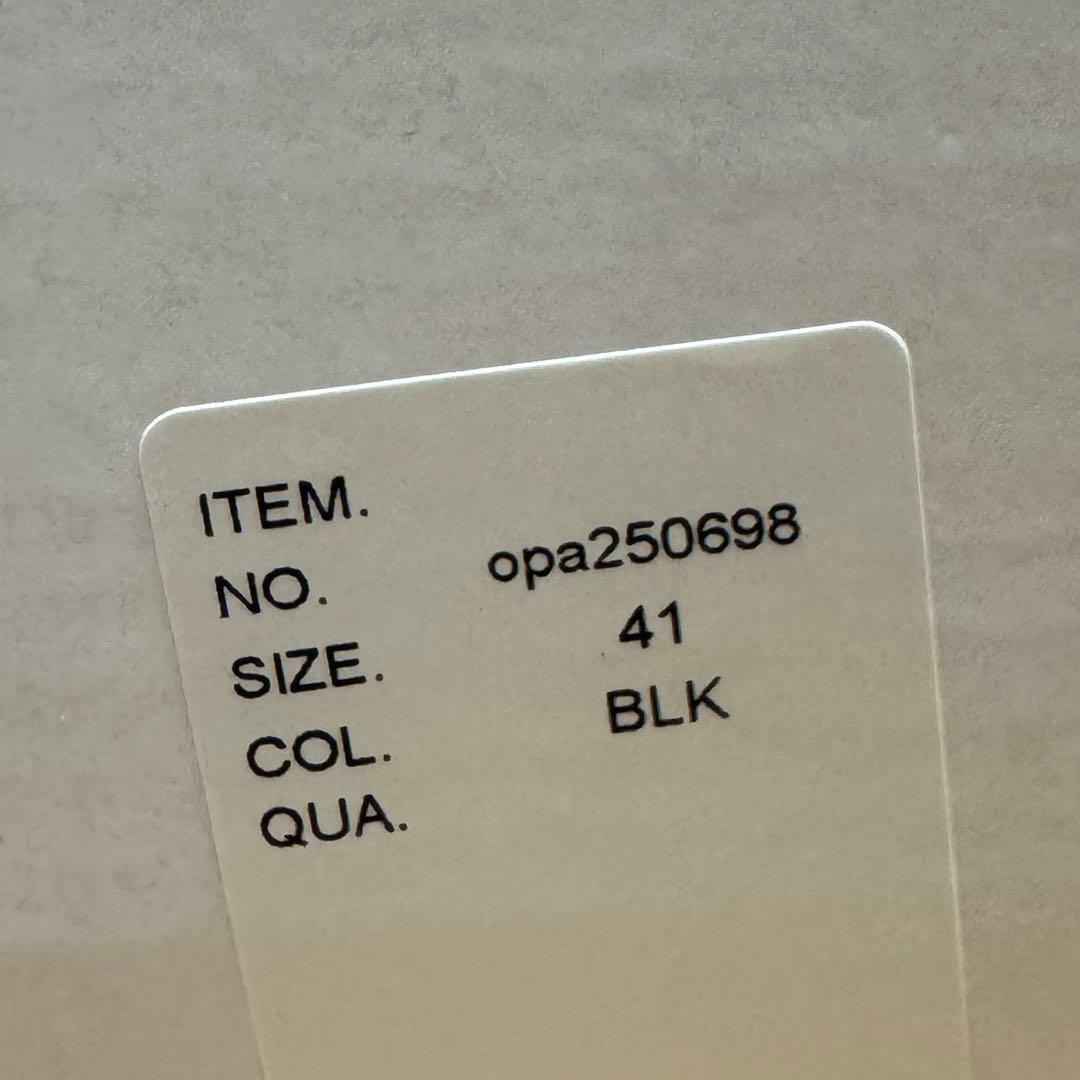 ITEM.
NO. opa250698
SIZE. 41
COL. BLK
QUA.